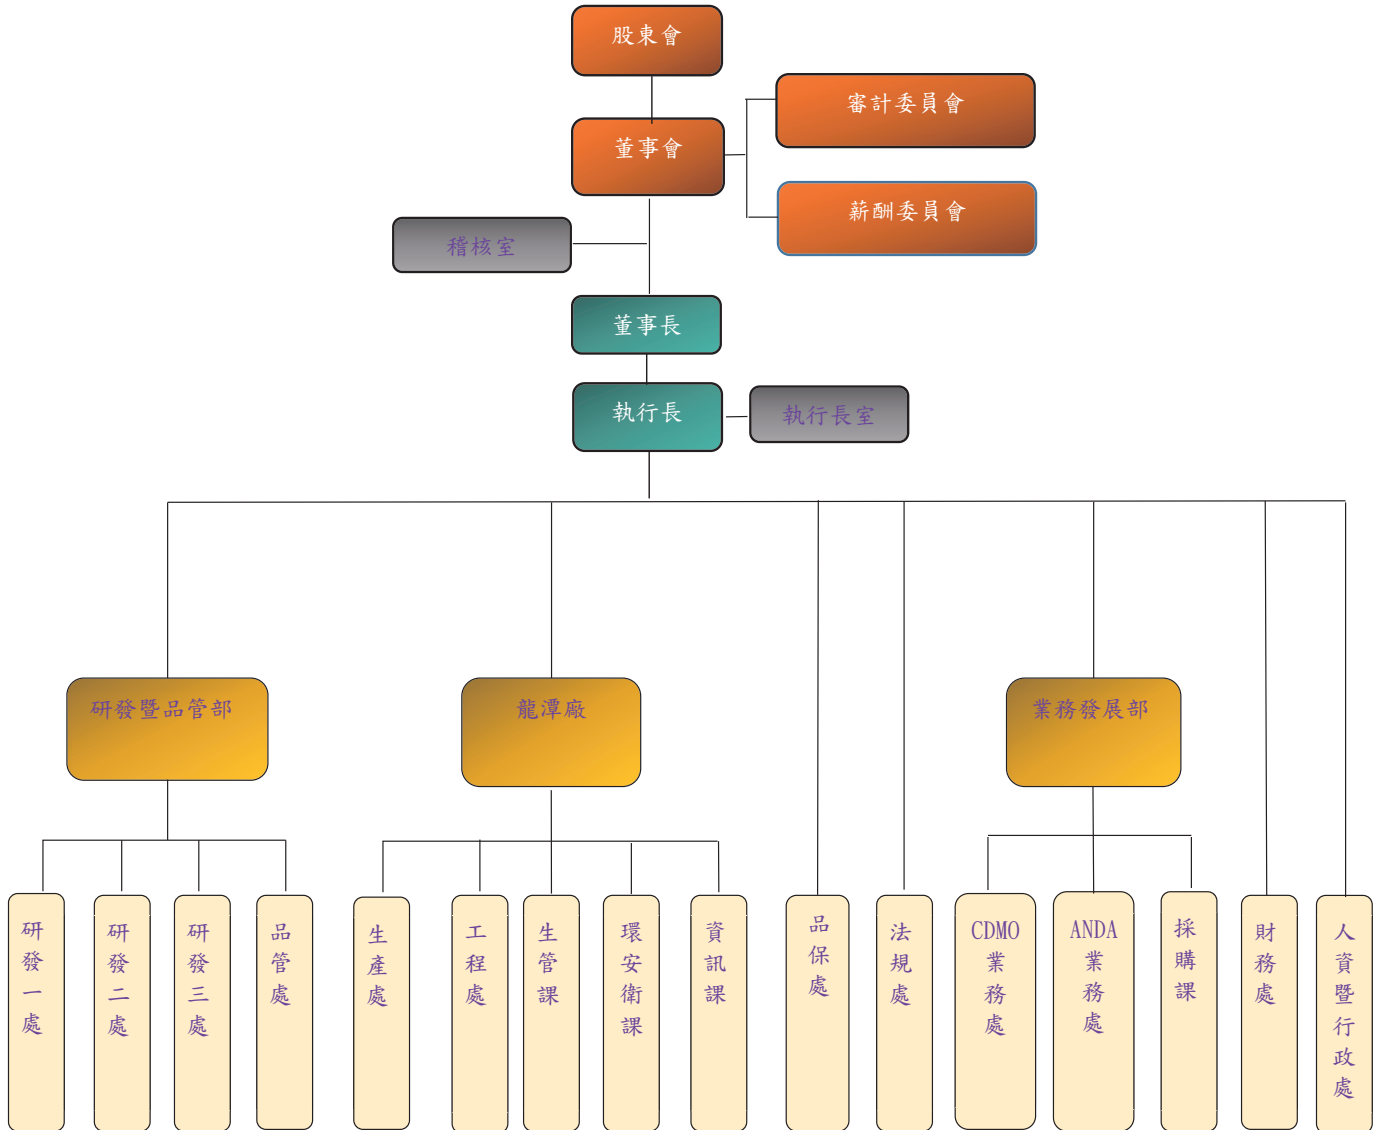 股東會
審計委員會
董事會
薪酬委員會
稽核室
董事長
執行長
執行長室
研發暨品管部
龍潭廠
業務發展部
研發一處
研發二處
研發三處
品管處
生產處
工程處
生管課
環安衛課
資訊課
品保處
法規處
CDMO業務處
ANDA業務處
採購課
財務處
人資暨行政處